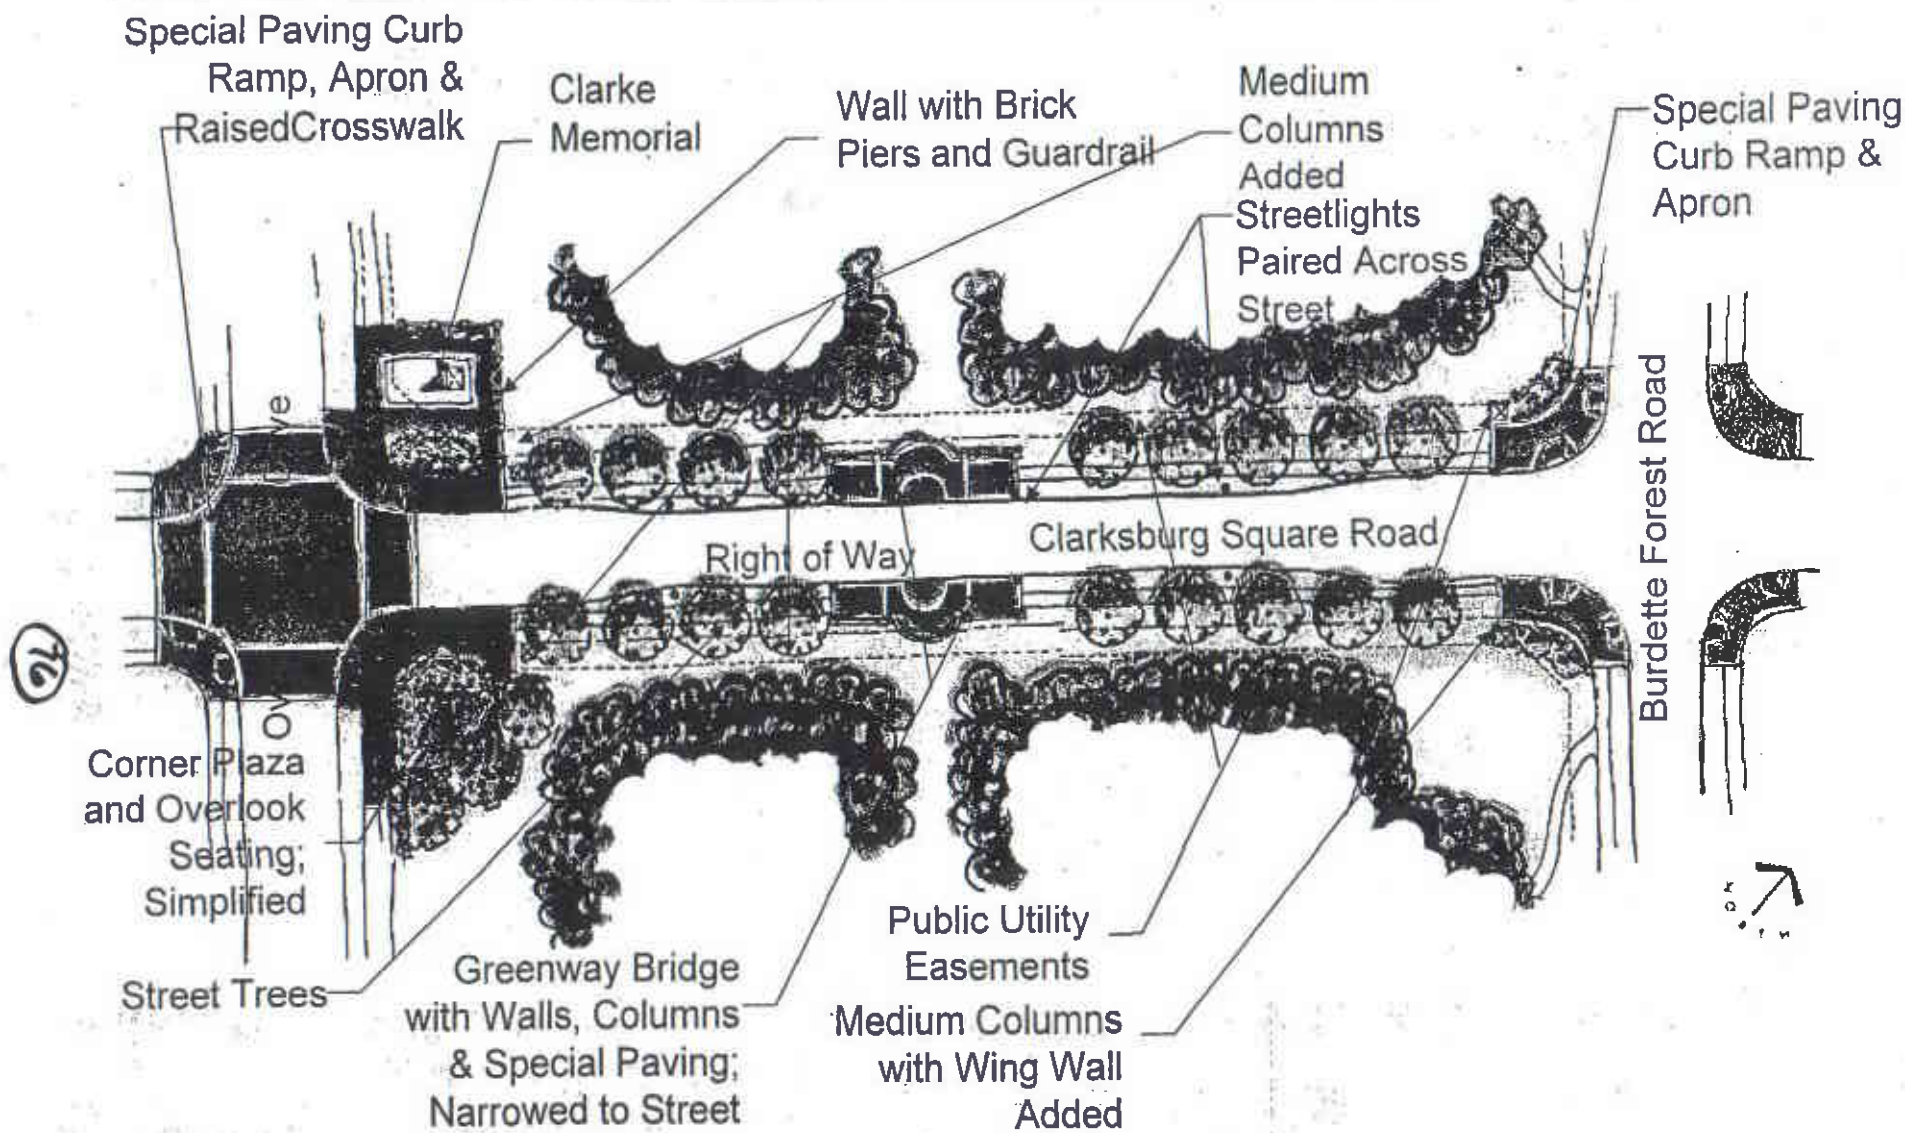 Special Paving Curb
Ramp, Apron &
RaisedCrosswalk
Clarke
Memorial
Wall with Brick
Piers and Guardrail
Medium
Columns
Added
Streetlights
Paired Across
Street
Special Paving
Curb Ramp &
Apron
Burdette Forest Road
Right of Way
Clarksburg Square Road
76
Corner Plaza
and Overlook
Seating;
Simplified
Street Trees
Greenway Bridge
with Walls, Columns
& Special Paving;
Narrowed to Street
Public Utility
Easements
Medium Columns
with Wing Wall
Added